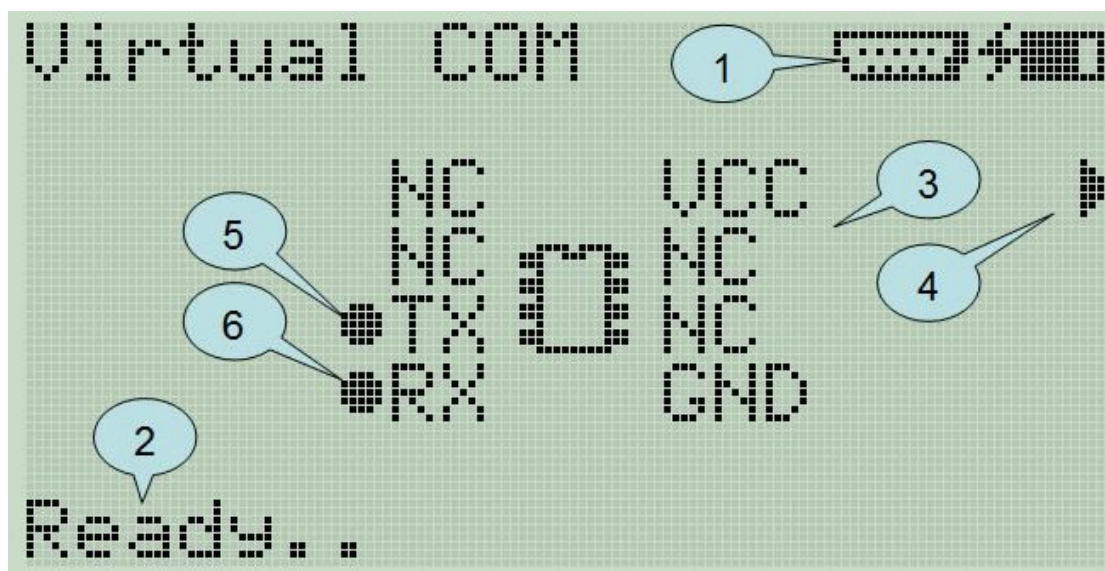 Virtual COM
1
NC VCC
3
5
NC NC
4
TX NC
6
RX GND
2
Ready..